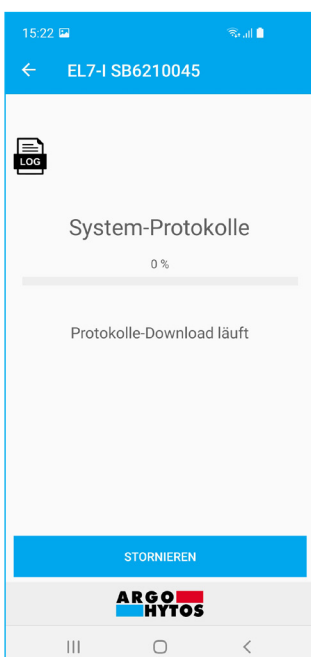 15:22
EL7-I SB6210045
LOG
System-Protokolle
0 %
Protokolle-Download läuft
STORNIEREN
ARGO
HYTOS